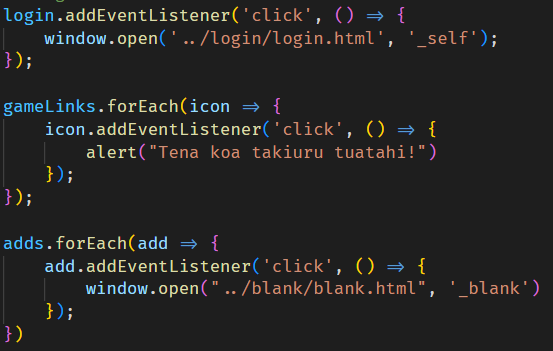 login.addEventListener('click', () => {
    window.open('../login/login.html', '_self');
});

gameLinks.forEach(icon => {
    icon.addEventListener('click', () => {
        alert("Tena koa takiuru tuatahi!")
    });
});

adds.forEach(add => {
    add.addEventListener('click', () => {
        window.open("../blank/blank.html", '_blank')
    });
})